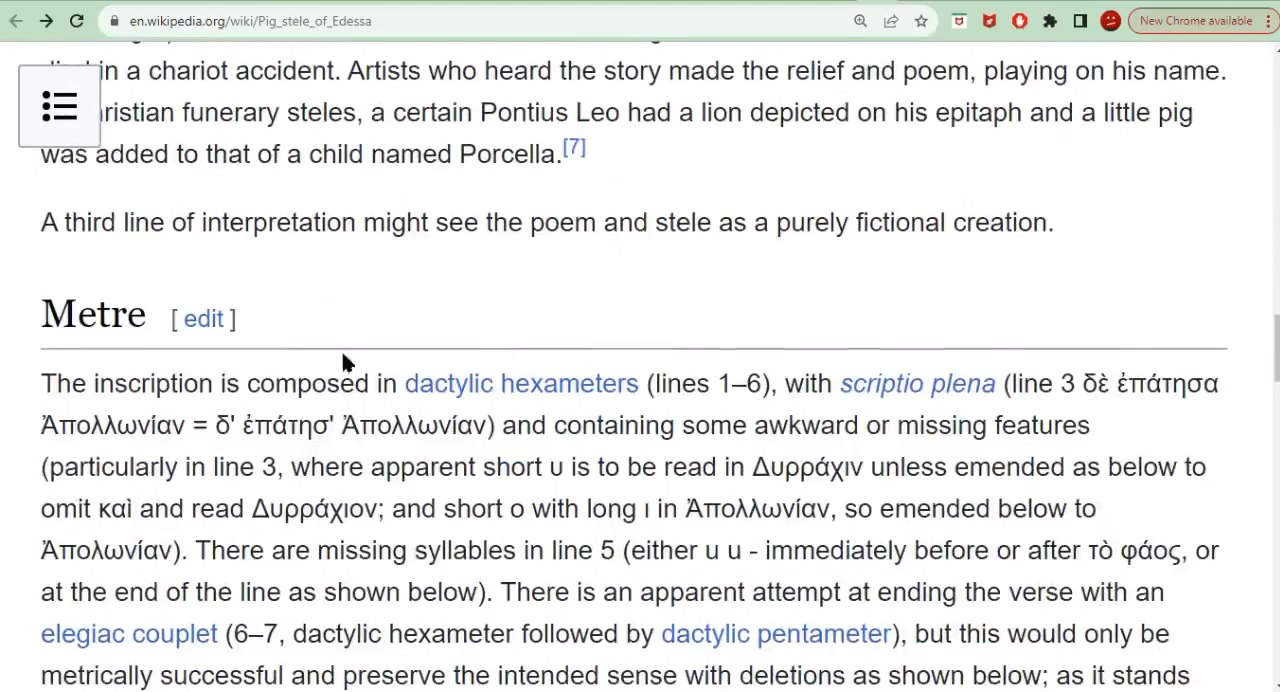 en.wikipedia.org/wiki/Pig_stele_of_Edessa
New Chrome available
in a chariot accident. Artists who heard the story made the relief and poem, playing on his name.
funerary steles, a certain Pontius Leo had a lion depicted on his epitaph and a little pig
was added to that of a child named Porcella.[7]
A third line of interpretation might see the poem and stele as a purely fictional creation.
Metre [ edit ]
The inscription is composed in dactylic hexameters (lines 1–6), with scriptio plena (line 3 δὲ ἐπάτησα
Ἀπολλωνίαν = δ' ἐπάτησ' Ἀπολλωνίαν) and containing some awkward or missing features
(particularly in line 3, where apparent short υ is to be read in Δυρράχιν unless emended as below to
omit καὶ and read Δυρράχιον; and short ο with long ι in Ἀπολλωνίαν, so emended below to
Ἀπολωνίαν). There are missing syllables in line 5 (either u u - immediately before or after τὸ φάος, or
at the end of the line as shown below). There is an apparent attempt at ending the verse with an
elegiac couplet (6–7, dactylic hexameter followed by dactylic pentameter), but this would only be
metrically successful and preserve the intended sense with deletions as shown below; as it stands